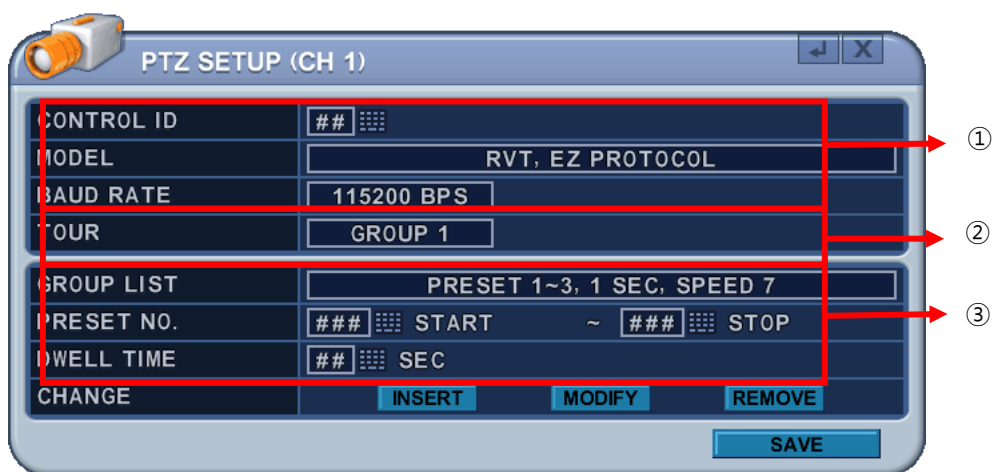 PTZ SETUP (CH 1)
CONTROL ID ##
MODEL RVT, EZ PROTOCOL
BAUD RATE 115200 BPS
①
TOUR GROUP 1
②
GROUP LIST PRESET 1~3, 1 SEC, SPEED 7
PRESET NO. ### START ~ ### STOP
③
DWELL TIME ## SEC
CHANGE INSERT MODIFY REMOVE
SAVE